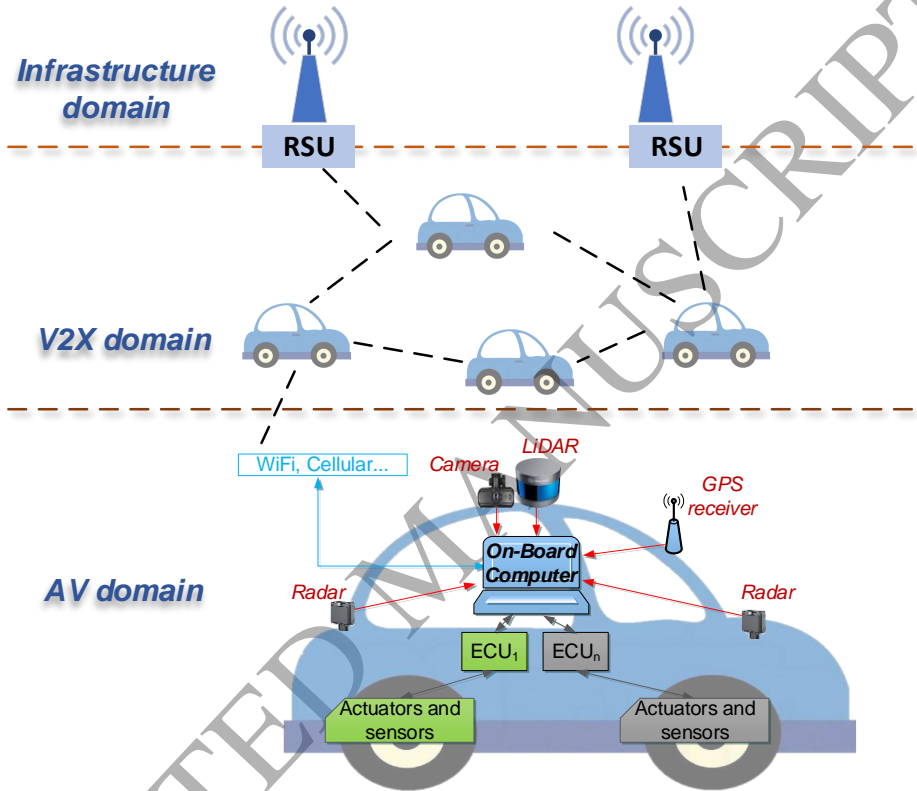 Infrastructure
domain
RSU
RSU
V2X domain
WiFi, Cellular...
Camera
LiDAR
GPS
receiver
On-Board
Computer
AV domain
Radar
Radar
ECU₁
ECUₙ
Actuators and
sensors
Actuators and
sensors
TED MANUSCRIPT